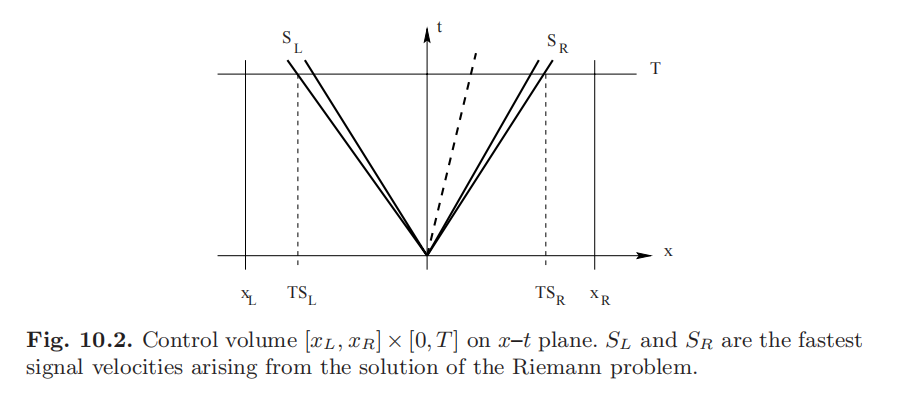 t
S_L
S_R
T
x
x_L TS_L TS_R x_R
Fig. 10.2. Control volume [x_L, x_R] × [0, T] on x–t plane. S_L and S_R are the fastest
signal velocities arising from the solution of the Riemann problem.